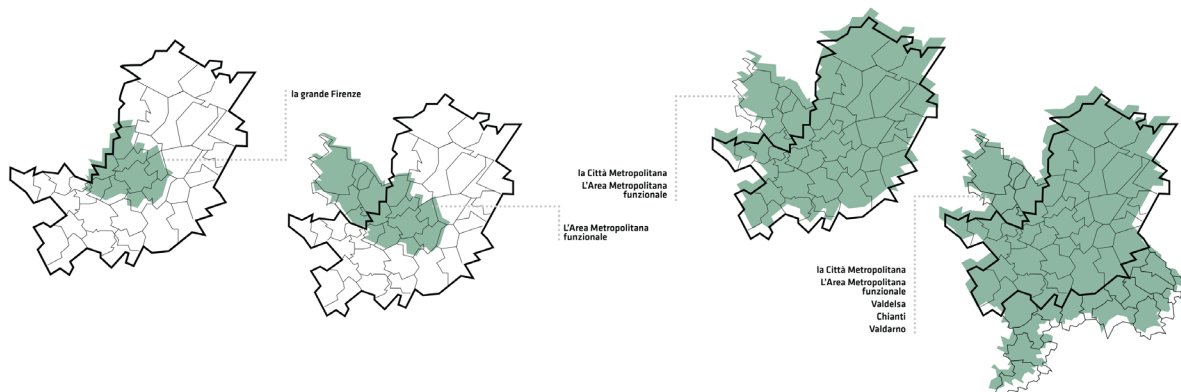 la grande Firenze
L'Area Metropolitana
funzionale
la Città Metropolitana
L'Area Metropolitana
funzionale
la Città Metropolitana
L'Area Metropolitana
funzionale
Valdelsa
Chianti
Valdarno